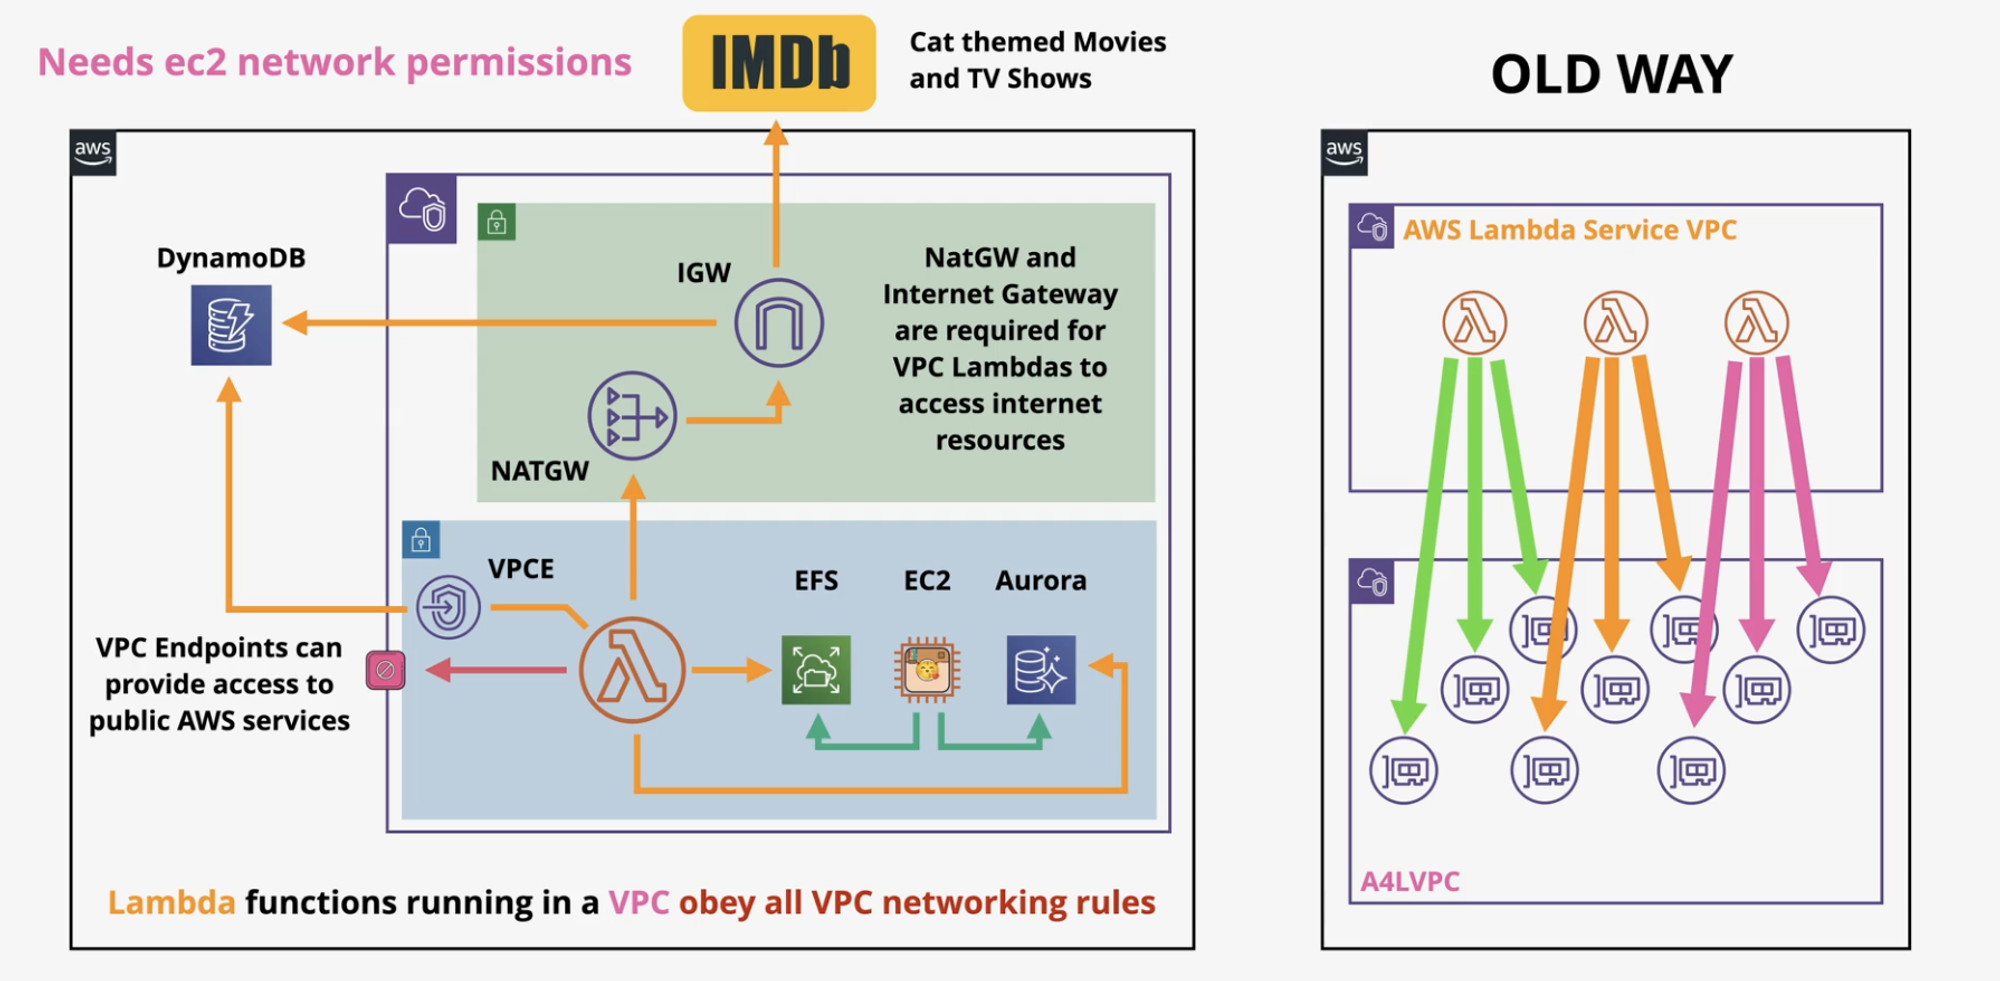 Needs ec2 network permissions
IMDb
Cat themed Movies
and TV Shows
aws
DynamoDB
IGW
NatGW and
Internet Gateway
are required for
VPC Lambdas to
access internet
resources
NATGW
VPCE
EFS
EC2
Aurora
VPC Endpoints can
provide access to
public AWS services
Lambda functions running in a VPC obey all VPC networking rules
OLD WAY
aws
AWS Lambda Service VPC
A4LVPC